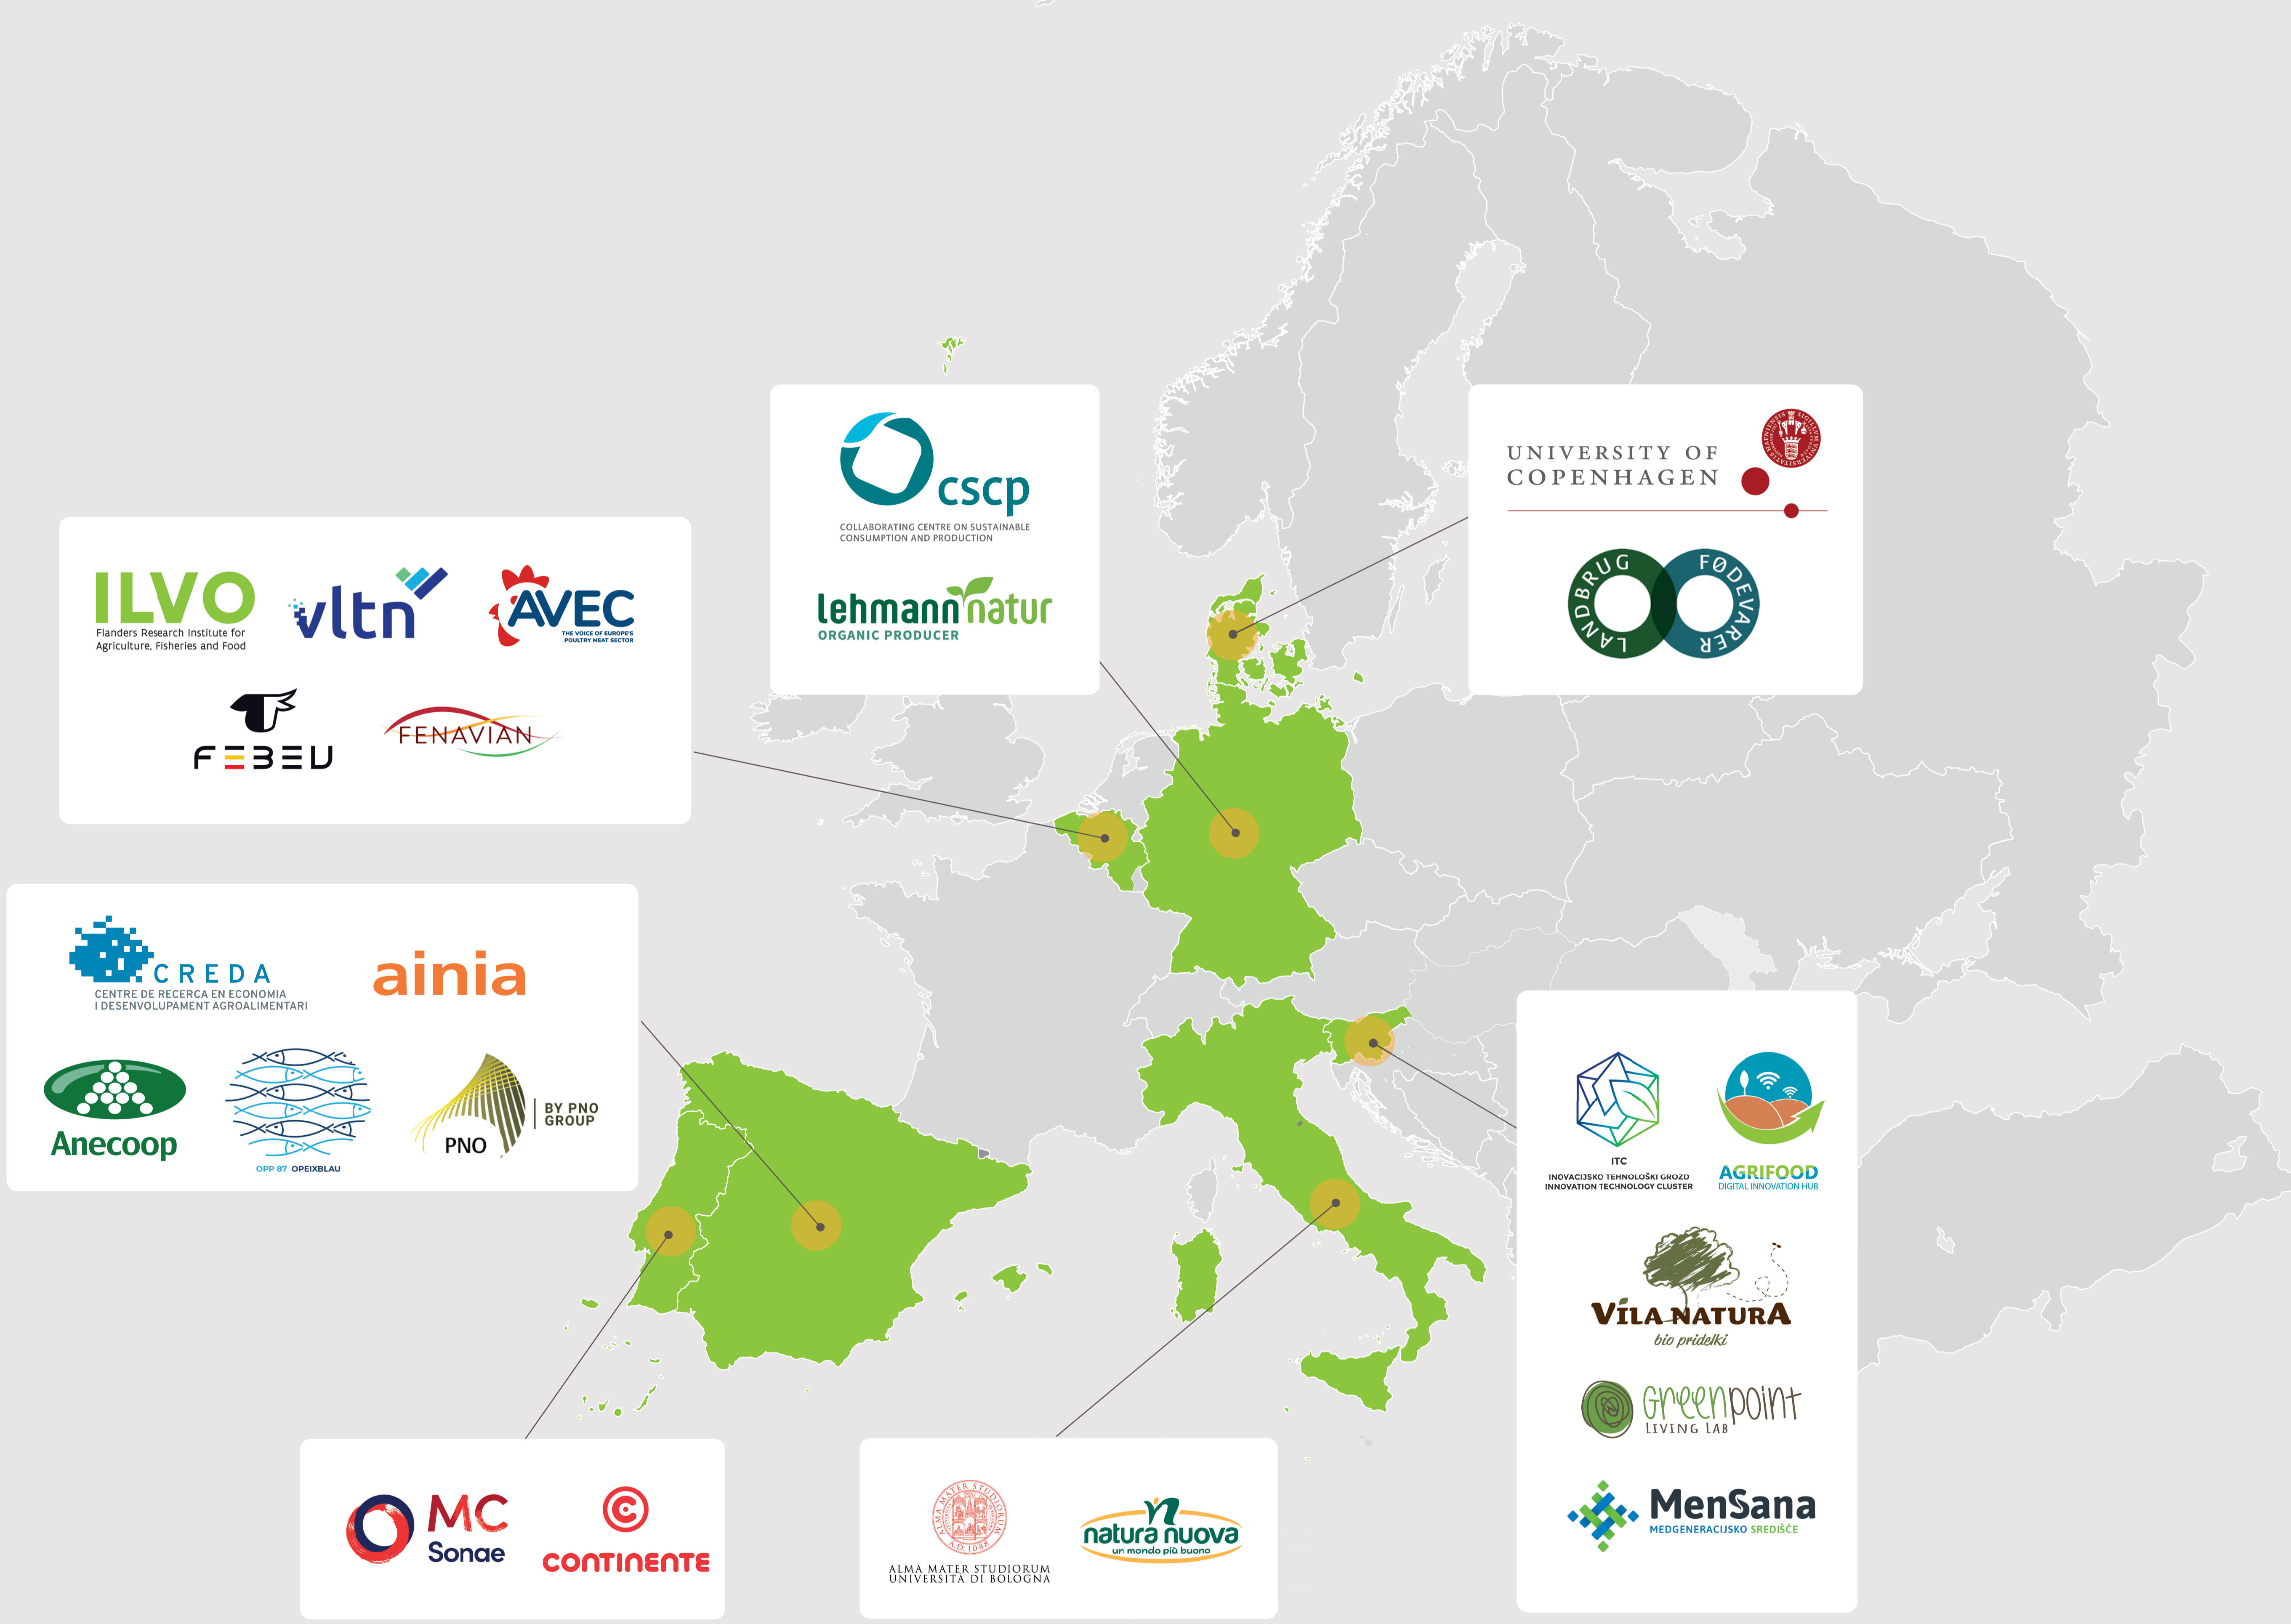 cscp
COLLABORATING CENTRE ON SUSTAINABLE
CONSUMPTION AND PRODUCTION
lehmann natur
ORGANIC PRODUCER
UNIVERSITY OF
COPENHAGEN
LANDBRUG
FØDEVARER
ILVO
Flanders Research Institute for
Agriculture, Fisheries and Food
vltn
AVEC
THE VOICE OF EUROPE'S
POULTRY MEAT SECTOR
FEBEV
FENAVIAN
CREDA
CENTRE DE RECERCA EN ECONOMIA
I DESENVOLUPAMENT AGROALIMENTARI
ainia
Anecoop
OPP 87 OPEIXBLAU
PNO
BY PNO
GROUP
ITC
INOVACIJSKO TEHNOLOŠKI GROZD
INNOVATION TECHNOLOGY CLUSTER
AGRIFOOD
DIGITAL INNOVATION HUB
VILA NATURA
bio pridelki
Greenpoint
LIVING LAB
MenSana
MEDGENERACIJSKO SREDIŠČE
MC
Sonae
CONTINENTE
ALMA MATER STUDIORUM
A.D. 1088
ALMA MATER STUDIORUM
UNIVERSITÀ DI BOLOGNA
natura nuova
un mondo più buono